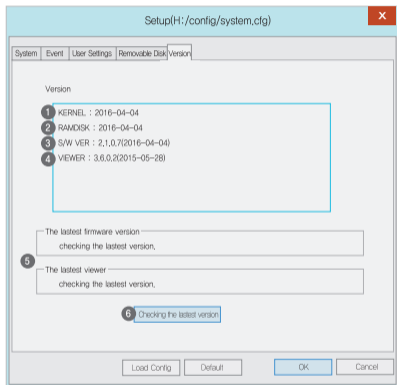 Setup(H:/config/system.cfg)
X
System Event User Settings Removable Disk Version
Version
1 KERNEL : 2016-04-04
2 RAMDISK : 2016-04-04
3 S/W VER : 2.1.0.7(2016-04-04)
4 VIEWER : 3.6.0.2(2015-05-28)
The lastest firmware version
checking the lastest version.
5
The lastest viewer
checking the lastest version.
6 Checking the lastest version
Load Config Default OK Cancel